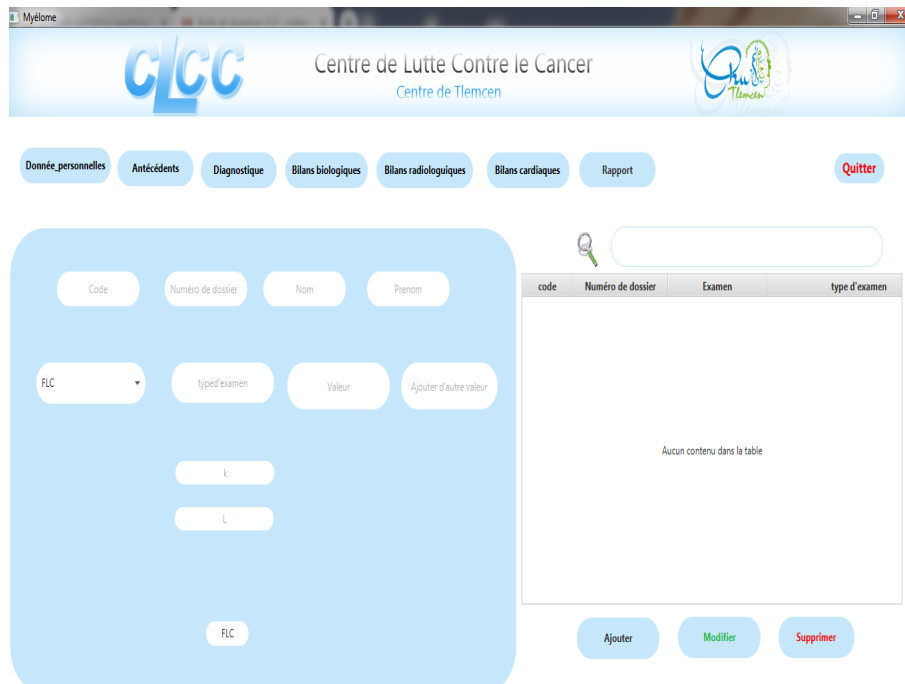 Myélome
CLCC
Centre de Lutte Contre le Cancer
Centre de Tlemcen
Chu
Tlemcen
Donnée_personnelles Antécédents Diagnostique Bilans biologiques Bilans radiologuiques Bilans cardiaques Rapport Quitter
Code Numéro de dossier Nom Prenom
code Numéro de dossier Examen type d'examen
FLC typed'examen Valeur Ajouter d'autre valeur
Aucun contenu dans la table
k
L
FLC
Ajouter Modifier Supprimer